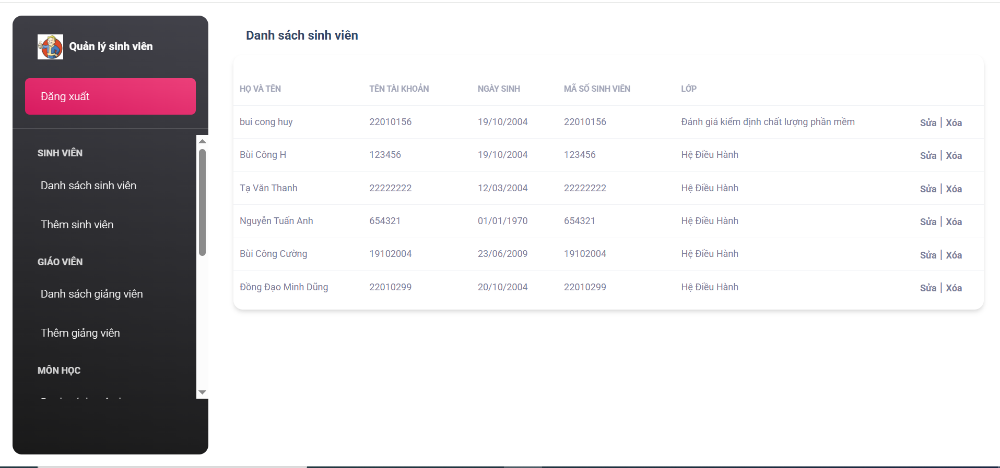 Quản lý sinh viên
Đăng xuất
SINH VIÊN
Danh sách sinh viên
Thêm sinh viên
GIÁO VIÊN
Danh sách giảng viên
Thêm giảng viên
MÔN HỌC
Danh sách sinh viên
HỌ VÀ TÊN TÊN TÀI KHOẢN NGÀY SINH MÃ SỐ SINH VIÊN LỚP
bui cong huy 22010156 19/10/2004 22010156 Đánh giá kiểm định chất lượng phần mềm Sửa | Xóa
Bùi Công H 123456 19/10/2004 123456 Hệ Điều Hành Sửa | Xóa
Tạ Văn Thanh 22222222 12/03/2004 22222222 Hệ Điều Hành Sửa | Xóa
Nguyễn Tuấn Anh 654321 01/01/1970 654321 Hệ Điều Hành Sửa | Xóa
Bùi Công Cường 19102004 23/06/2009 19102004 Hệ Điều Hành Sửa | Xóa
Đồng Đạo Minh Dũng 22010299 20/10/2004 22010299 Hệ Điều Hành Sửa | Xóa